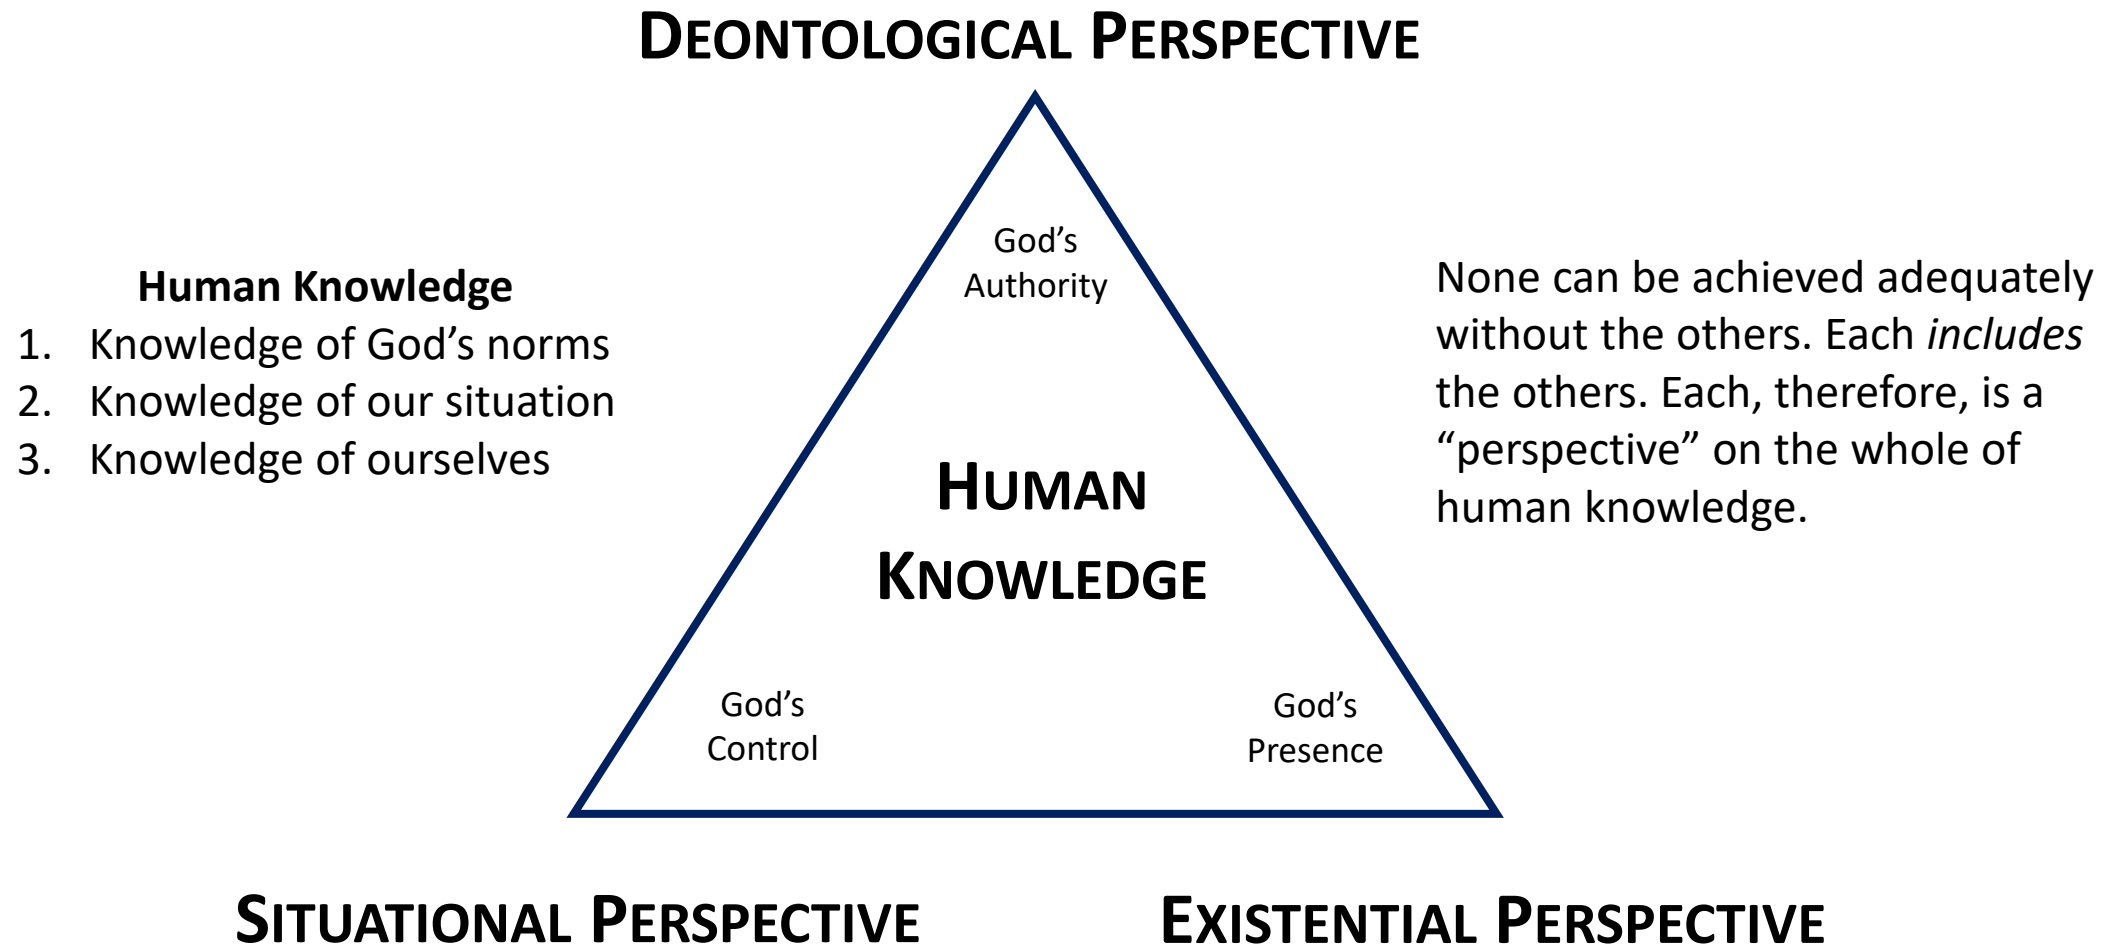 DEONTOLOGICAL PERSPECTIVE
Human Knowledge
1. Knowledge of God’s norms
2. Knowledge of our situation
3. Knowledge of ourselves
God’s
Authority
HUMAN
KNOWLEDGE
God’s
Control
God’s
Presence
None can be achieved adequately
without the others. Each includes
the others. Each, therefore, is a
“perspective” on the whole of
human knowledge.
SITUATIONAL PERSPECTIVE
EXISTENTIAL PERSPECTIVE